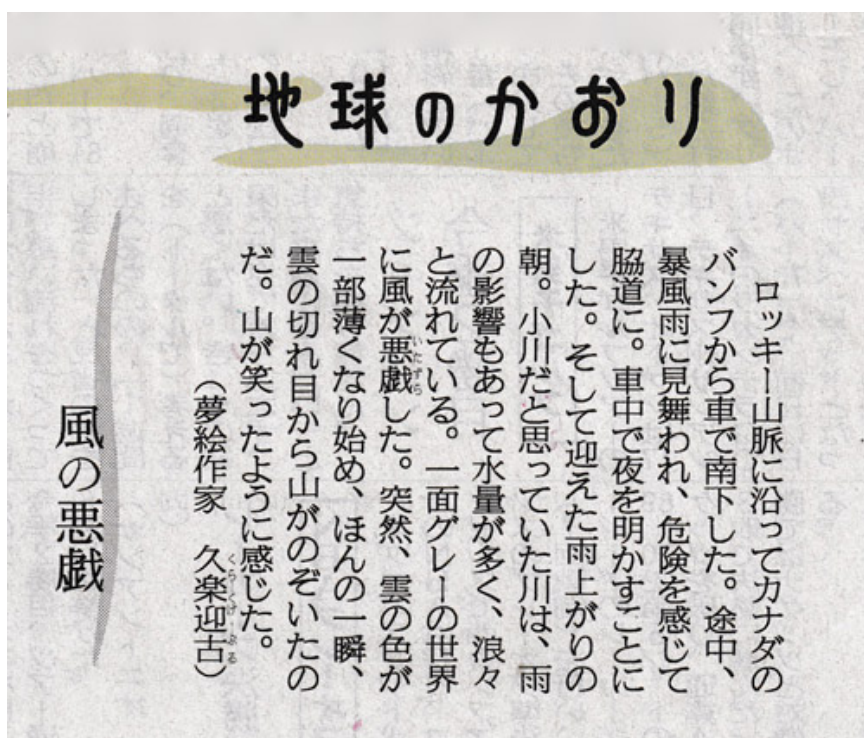 地球のかおり
ロッキー山脈に沿ってカナダの
バンフから車で南下した。途中、
暴風雨に見舞われ、危険を感じて
脇道に。車中で夜を明かすことに
した。そして迎えた雨上がりの
朝。小川だと思っていた川は、雨
の影響もあって水量が多く、浪々
と流れている。一面グレーの世界
に風が悪戯した。突然、雲の色が
いたずら
一部薄くなり始め、ほんの一瞬、
雲の切れ目から山がのぞいたの
だ。山が笑ったように感じた。
（夢絵作家　久楽迎古）
風の悪戯